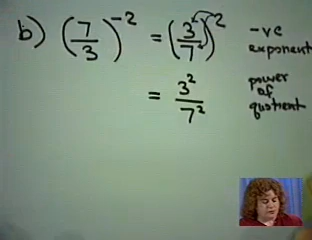 b) (7/3)^-2 = (3/7)^2 -ve exponent
= 3^2/7^2 power of quotient